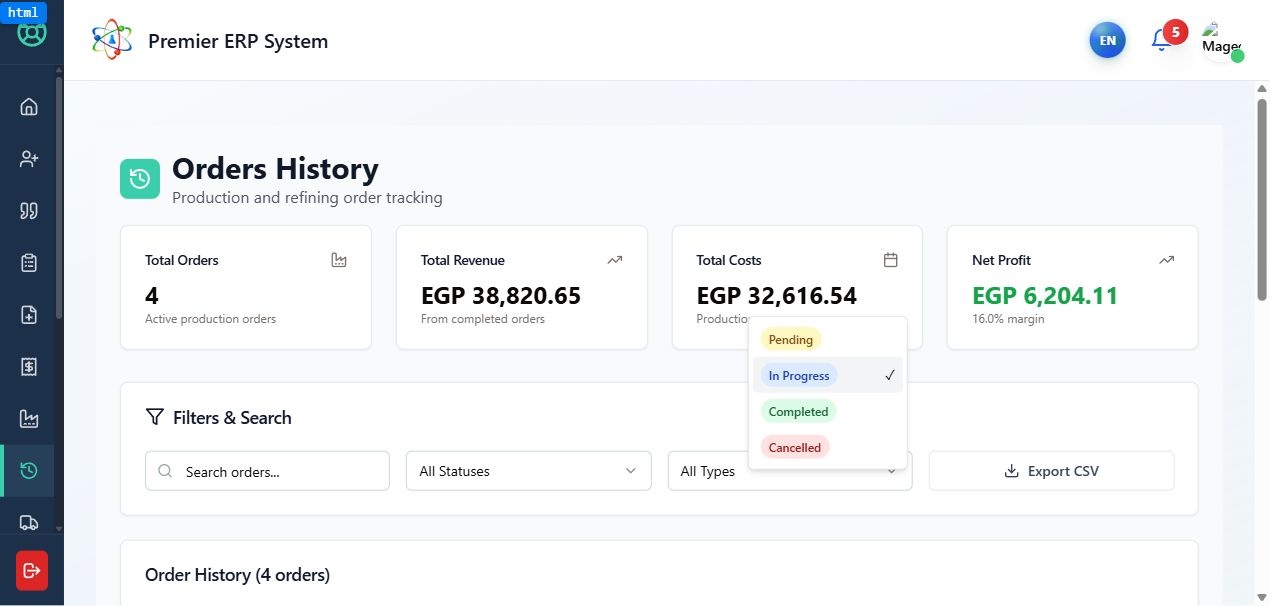 html
Premier ERP System
EN
5
Orders History
Production and refining order tracking
Total Orders
4
Active production orders
Total Revenue
EGP 38,820.65
From completed orders
Total Costs
EGP 32,616.54
Net Profit
EGP 6,204.11
16.0% margin
Pending
In Progress
Completed
Cancelled
Filters & Search
Search orders...
All Statuses
All Types
Export CSV
Order History (4 orders)